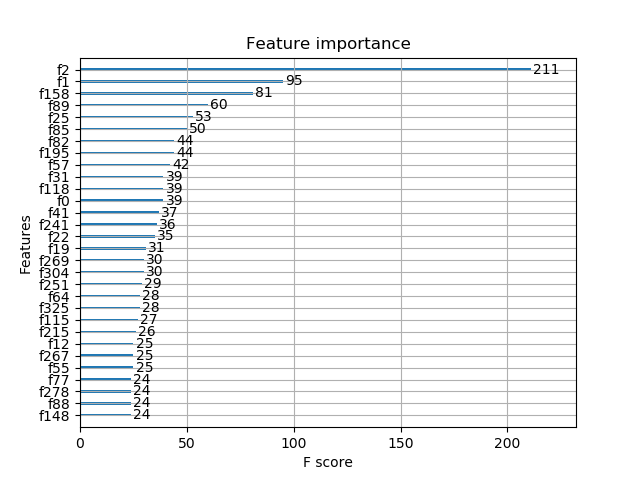 Feature importance
f2 211
f1 95
f158 81
f89 60
f25 53
f85 50
f82 44
f195 44
f57 42
f31 39
f118 39
f0 39
f41 37
f241 36
f22 35
f19 31
f269 30
f304 30
f251 29
f64 28
f325 28
f115 27
f215 26
f12 25
f267 25
f55 25
f77 24
f278 24
f88 24
f148 24
Features
0 50 100 150 200
F score